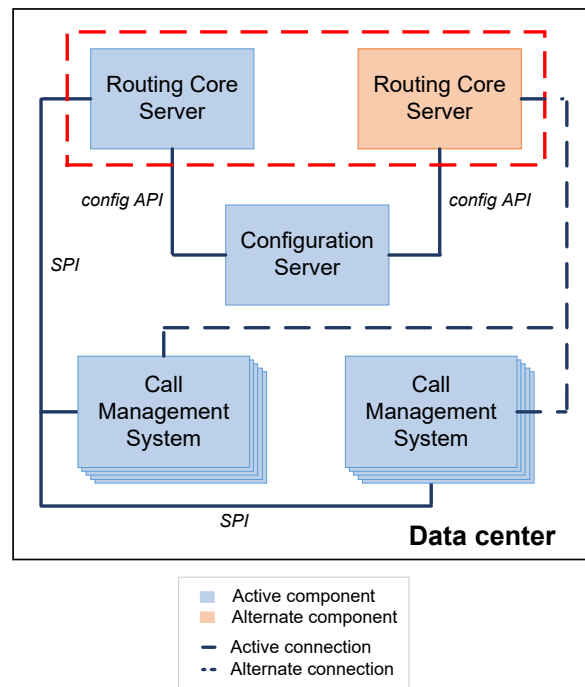 Routing Core
Server
Routing Core
Server
config API
config API
Configuration
Server
SPI
Call
Management
System
Call
Management
System
SPI
Data center
Active component
Alternate component
Active connection
Alternate connection